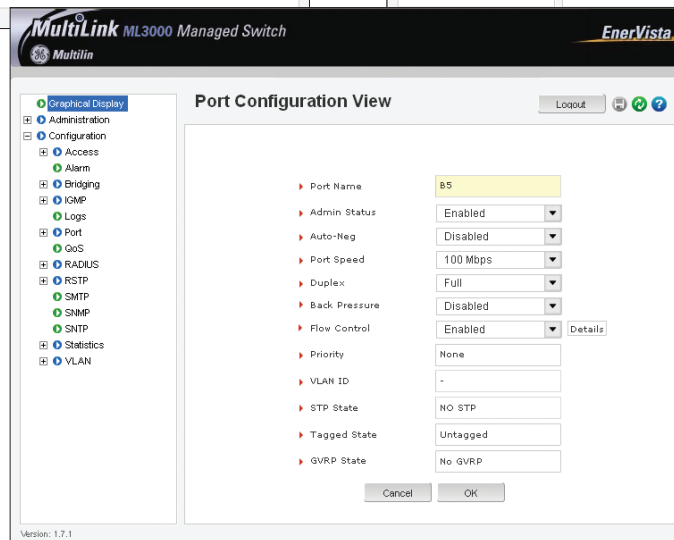 MultiLink ML3000 Managed Switch
EnerVista
Multilin
Graphical Display
Administration
Configuration
Access
Alarm
Bridging
IGMP
Logs
Port
QoS
RADIUS
RSTP
SMTP
SNMP
SNTP
Statistics
VLAN
Port Configuration View
Logout
Port Name B5
Admin Status Enabled
Auto-Neg Disabled
Port Speed 100 Mbps
Duplex Full
Back Pressure Disabled
Flow Control Enabled Details
Priority None
VLAN ID -
STP State NO STP
Tagged State Untagged
GVRP State No GVRP
Cancel OK
Version: 1.7.1